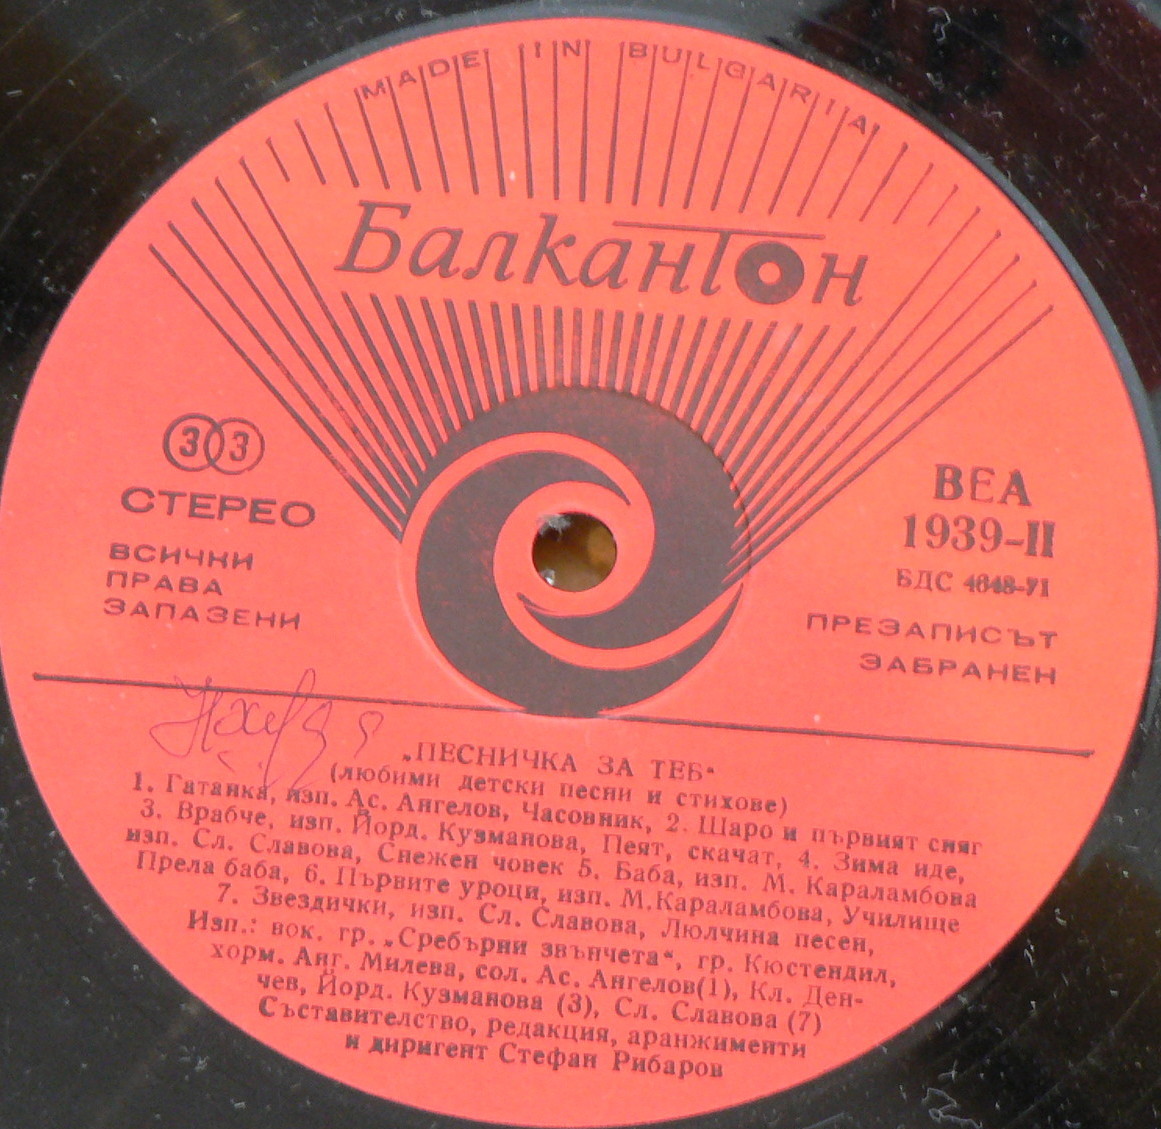 MADE IN BULGARIA
Балкантон
33
СТЕРЕО
ВСИЧКИ
ПРАВА
ЗАПАЗЕНИ
ВЕА
1939-II
БДС 4648-71
ПРЕЗАПИСЪТ
ЗАБРАНЕН
„ПЕСНИЧКА ЗА ТЕБ“
(любими детски песни и стихове)
1. Гатанка, изп. Ас. Ангелов, Часовник, 2. Шаро и първият сняг
3. Врабче, изп. Йорд. Кузманова, Пеят, скачат, 4. Зима иде,
изп. Сл. Славова, Снежен човек 5. Баба, изп. М. Караламбова
Прела баба, 6. Първите уроци, изп. М.Караламбова, Училище
7. Звездички, изп. Сл. Славова, Люлчина песен,
Изп.: вок. гр. „Сребърни звънчета“, гр. Кюстендил,
хорм. Анг. Милева, сол. Ас. Ангелов(1), Кл. Ден-
чев, Йорд. Кузманова (3), Сл. Славова (7)
Съставителство, редакция, аранжименти
и диригент Стефан Рибаров